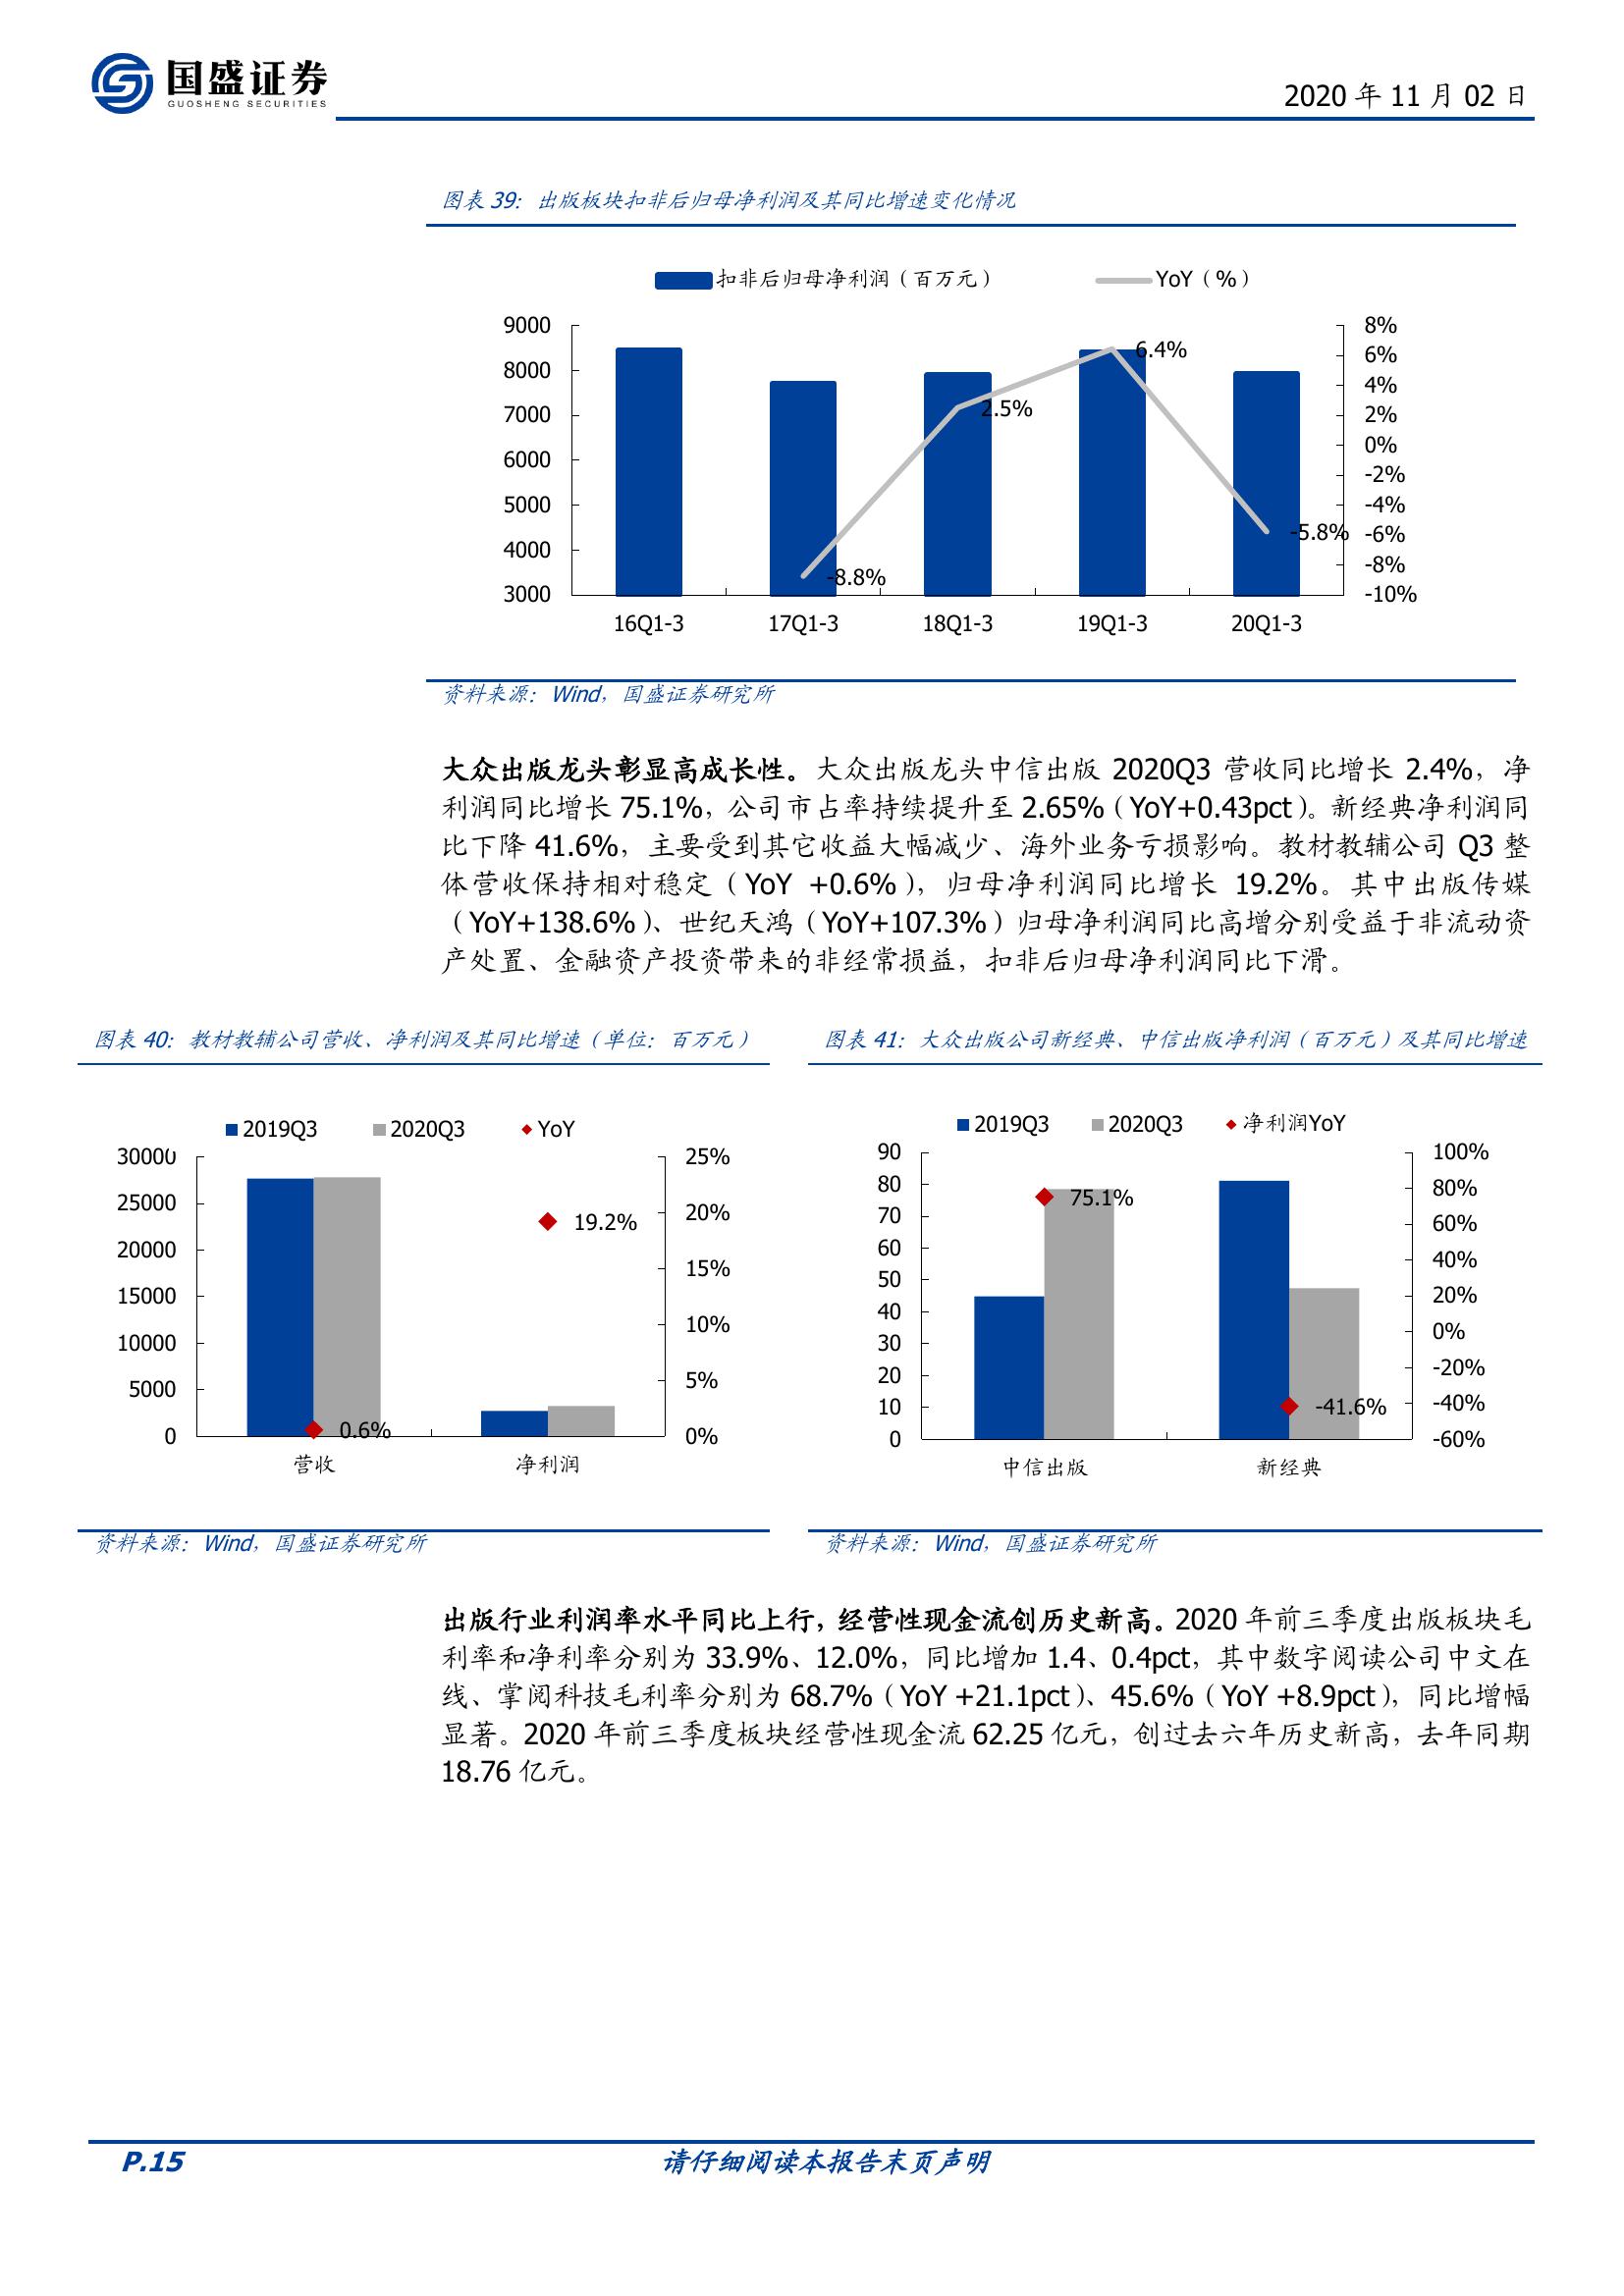 国盛证券
GUOSHENG SECURITIES
2020 年 11 月 02 日
图表 39：出版板块扣非后归母净利润及其同比增速变化情况
扣非后归母净利润（百万元） YoY（%）
9000 8%
8000 6%
7000 4%
6000 2%
5000 0%
4000 -2%
3000 -4%
-6%
-8%
-10%
-8.8%
2.5%
6.4%
-5.8%
16Q1-3 17Q1-3 18Q1-3 19Q1-3 20Q1-3
资料来源：Wind，国盛证券研究所
大众出版龙头彰显高成长性。大众出版龙头中信出版 2020Q3 营收同比增长 2.4%，净
利润同比增长 75.1%，公司市占率持续提升至 2.65%（YoY+0.43pct）。新经典净利润同
比下降 41.6%，主要受到其它收益大幅减少、海外业务亏损影响。教材教辅公司 Q3 整
体营收保持相对稳定（YoY +0.6%），归母净利润同比增长 19.2%。其中出版传媒
（YoY+138.6%）、世纪天鸿（YoY+107.3%）归母净利润同比高增分别受益于非流动资
产处置、金融资产投资带来的非经常损益，扣非后归母净利润同比下滑。
图表 40：教材教辅公司营收、净利润及其同比增速（单位：百万元）
2019Q3 2020Q3 YoY
30000 25%
25000 20%
20000 15%
15000 10%
10000 5%
5000 0%
0
0.6%
19.2%
营收 净利润
资料来源：Wind，国盛证券研究所
图表 41：大众出版公司新经典、中信出版净利润（百万元）及其同比增速
2019Q3 2020Q3 净利润YoY
90 100%
80 80%
70 60%
60 40%
50 20%
40 0%
30 -20%
20 -40%
10 -60%
0
75.1%
-41.6%
中信出版 新经典
资料来源：Wind，国盛证券研究所
出版行业利润率水平同比上行，经营性现金流创历史新高。2020 年前三季度出版板块毛
利率和净利率分别为 33.9%、12.0%，同比增加 1.4、0.4pct，其中数字阅读公司中文在
线、掌阅科技毛利率分别为 68.7%（YoY +21.1pct）、45.6%（YoY +8.9pct），同比增幅
显著。2020 年前三季度板块经营性现金流 62.25 亿元，创过去六年历史新高，去年同期
18.76 亿元。
P.15 请仔细阅读本报告末页声明